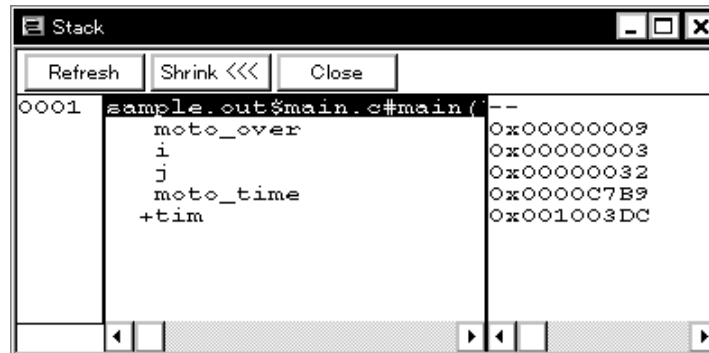 Stack
Refresh Shrink <<< Close
0001 sample.out$main.c#main( --
moto_over 0x00000009
i 0x00000003
j 0x00000032
moto_time 0x0000C7B9
+tim 0x001003DC